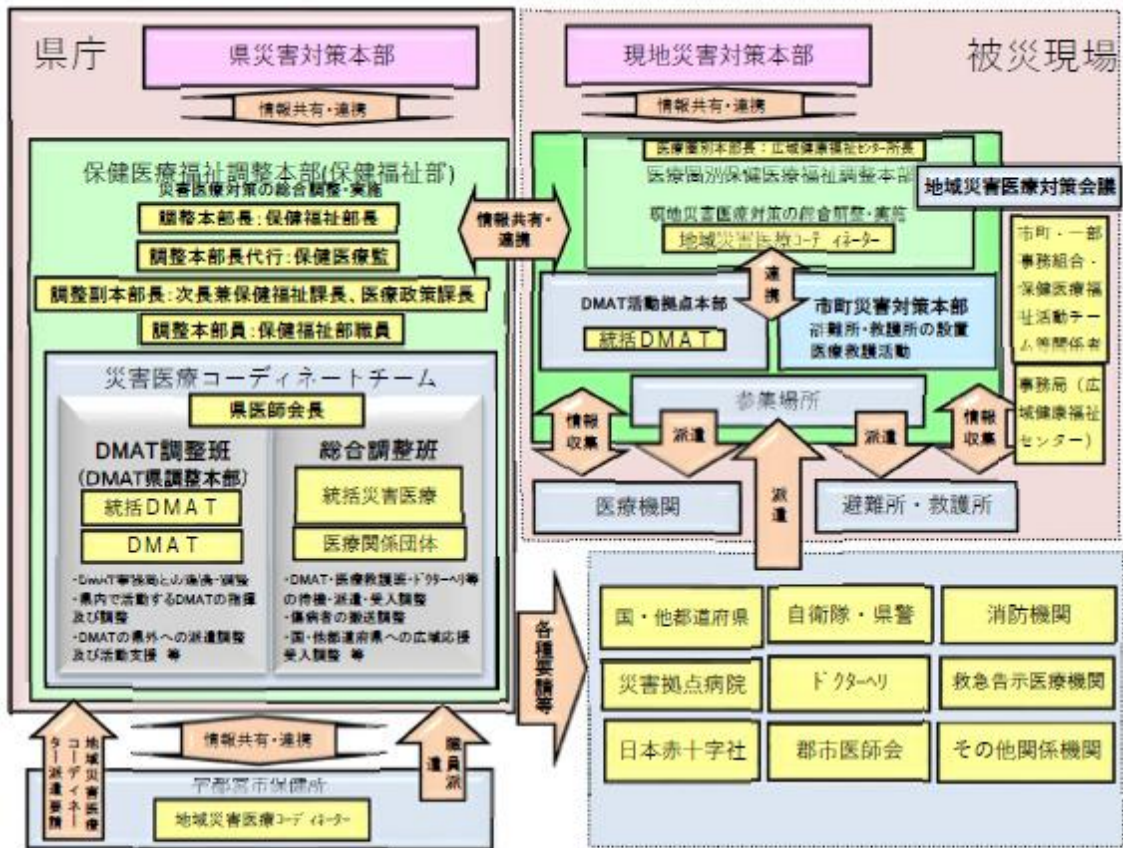 県庁
県災害対策本部
情報共有・連携
保健医療福祉調整本部(保健福祉部)
災害医療対策の総合調整・実施
調整本部長：保健福祉部長
調整本部長代行：保健医療監
調整副本部長：次長兼保健福祉課長、医療政策課長
調整本部員：保健福祉部職員
災害医療コーディネートチーム
県医師会長
DMAT調整班
(DMAT県調整本部)
統括DMAT
DMAT
・DMAT事務局との連携・調整
・県内で活動するDMATの指揮
及び調整
・DMATの県外への派遣調整
及び活動支援 等
総合調整班
統括災害医療
医療関係団体
・DMAT・医療救護班・ドクターヘリ等
の待機・派遣・受入調整
・傷病者の搬送調整
・国・他都道府県への広域応援
受入調整 等
地域災害医療
コーディネー
ター派遣要請
情報共有・連携
職員派
遣
宇都宮市保健所
地域災害医療ｺｰﾃﾞｨﾈｰﾀｰ
情報共有・
連携
各種要請等
被災現場
現地災害対策本部
情報共有・連携
医療圏別本部長：広域健康福祉ｾﾝﾀｰ所長
医療圏別保健医療福祉調整本部
現地災害医療対策の総合調整・実施
地域災害医療ｺｰﾃﾞｨﾈｰﾀｰ
連携
DMAT活動拠点本部
統括DMAT
市町災害対策本部
避難所・救護所の設置
医療救護活動
地域災害医療対策会議
市町・一部
事務組合・
保健医療福
祉活動チー
ム等関係者
事務局（広
域健康福祉
センター）
参集場所
情報
収集
派遣
派遣
派遣
情報
収集
医療機関
避難所・救護所
国・他都道府県
自衛隊・県警
消防機関
災害拠点病院
ﾄﾞｸﾀｰﾍﾘ
救急告示医療機関
日本赤十字社
郡市医師会
その他関係機関